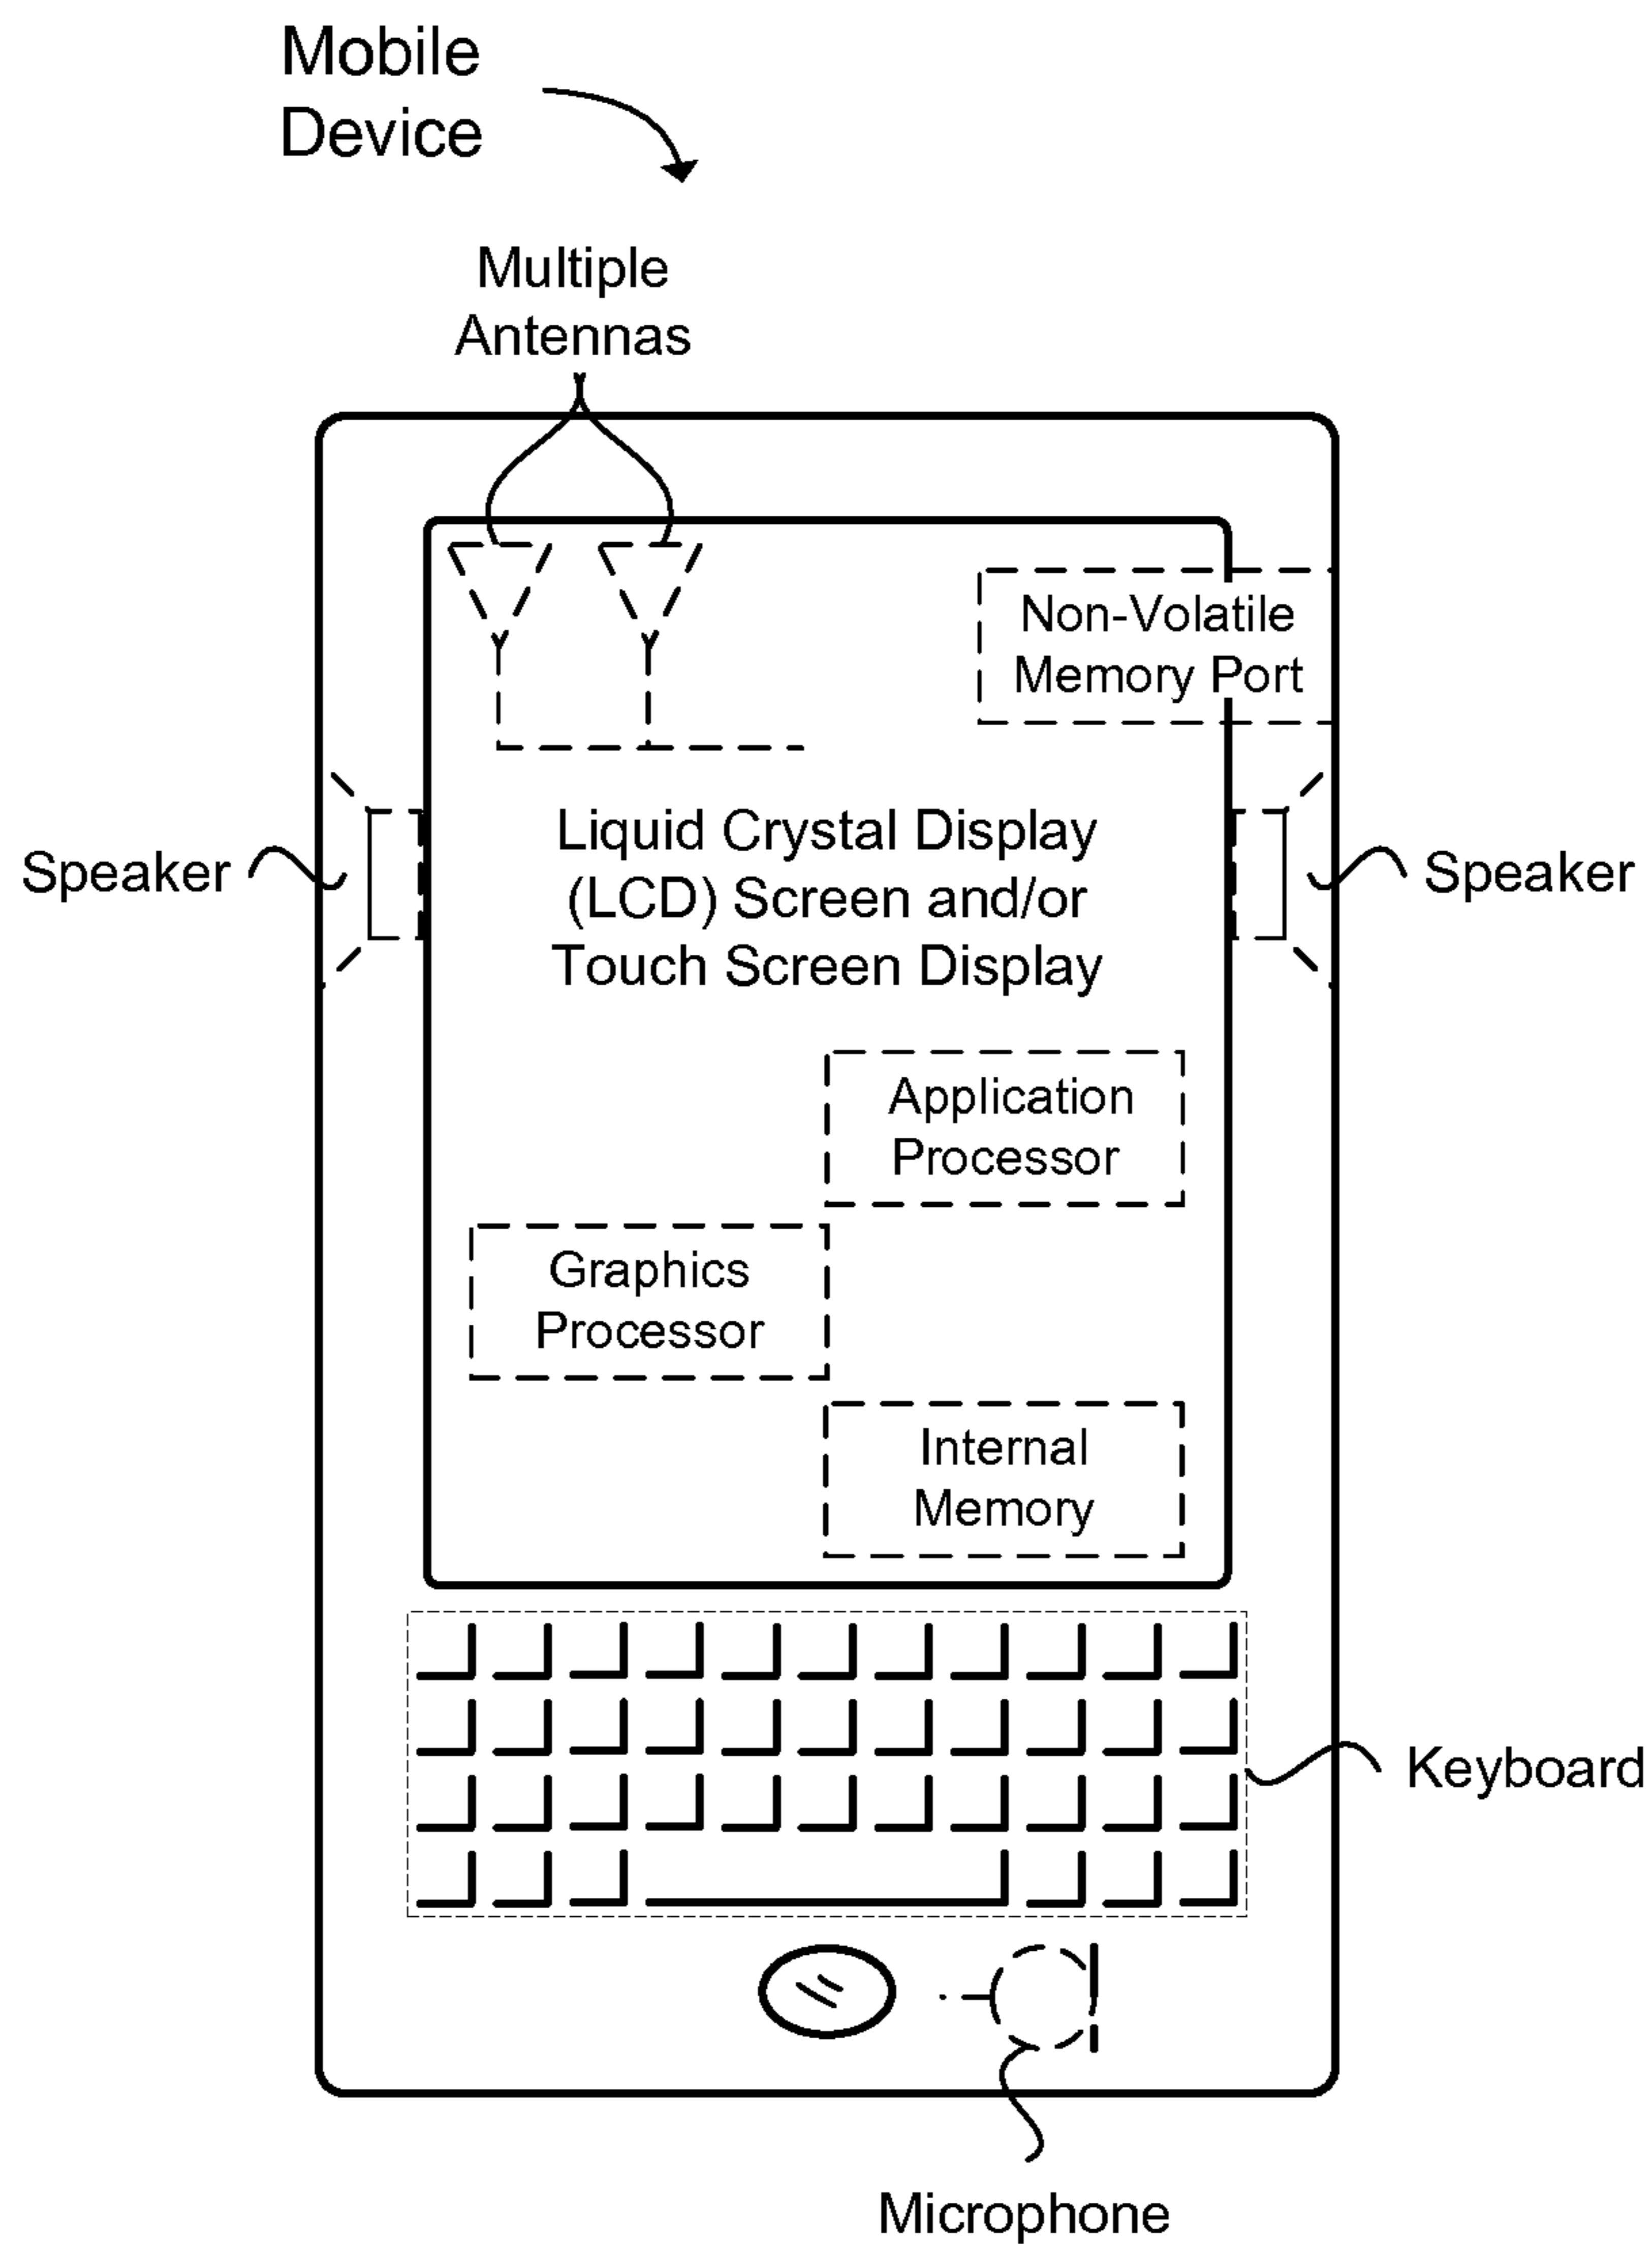 Mobile
Device
Multiple
Antennas
Non-Volatile
Memory Port
Speaker
Liquid Crystal Display
(LCD) Screen and/or
Touch Screen Display
Speaker
Application
Processor
Graphics
Processor
Internal
Memory
Keyboard
Microphone